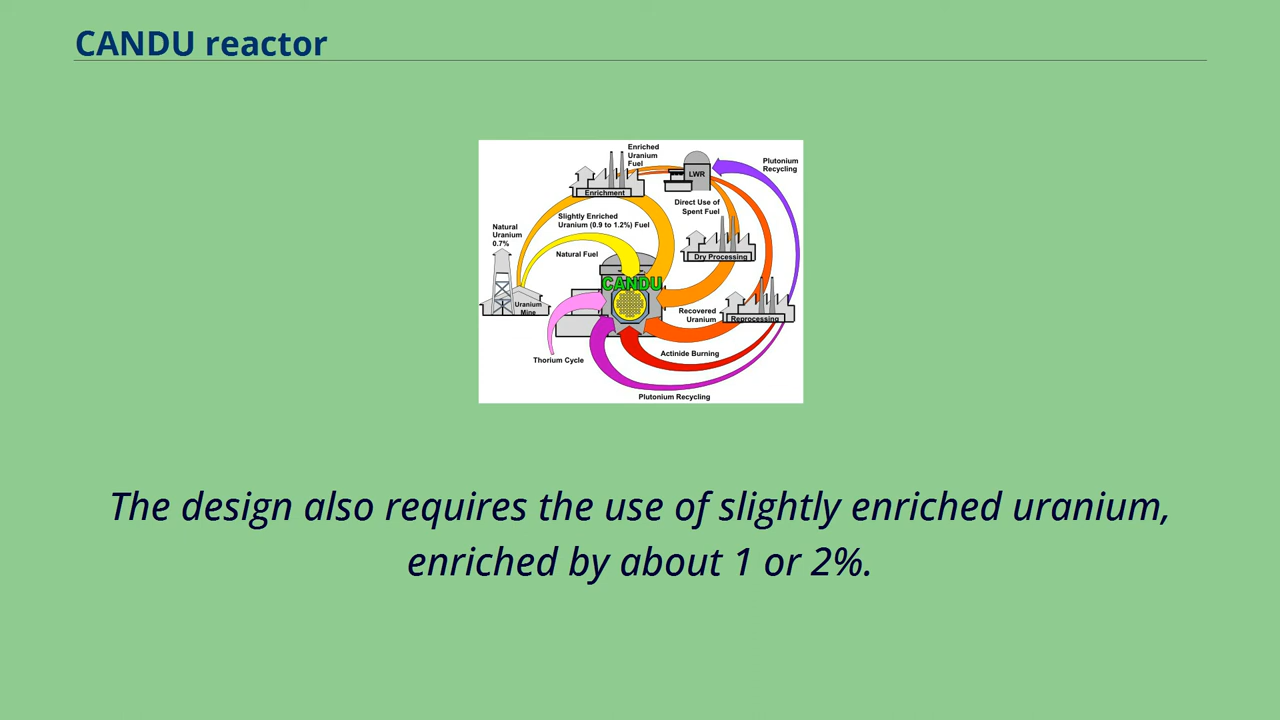 CANDU reactor
Enriched
Uranium
Fuel
Plutonium
Recycling
LWR
Enrichment
Direct Use of
Spent Fuel
Slightly Enriched
Uranium (0.9 to 1.2%) Fuel
Natural
Uranium
0.7%
Natural Fuel
Dry Processing
CANDU
Uranium
Mine
Recovered
Uranium
Reprocessing
Actinide Burning
Thorium Cycle
Plutonium Recycling
The design also requires the use of slightly enriched uranium,
enriched by about 1 or 2%.